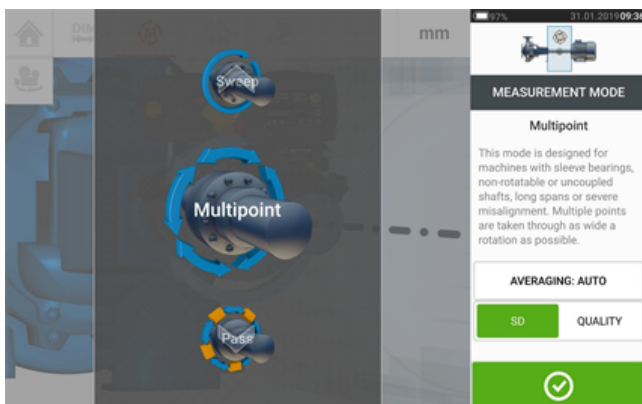 DIM
mm
Sweep
Multipoint
Pass
97% 31.01.2019 09:36
MEASUREMENT MODE
Multipoint
This mode is designed for
machines with sleeve bearings,
non-rotatable or uncoupled
shafts, long spans or severe
misalignment. Multiple points
are taken through as wide a
rotation as possible.
AVERAGING: AUTO
SD QUALITY